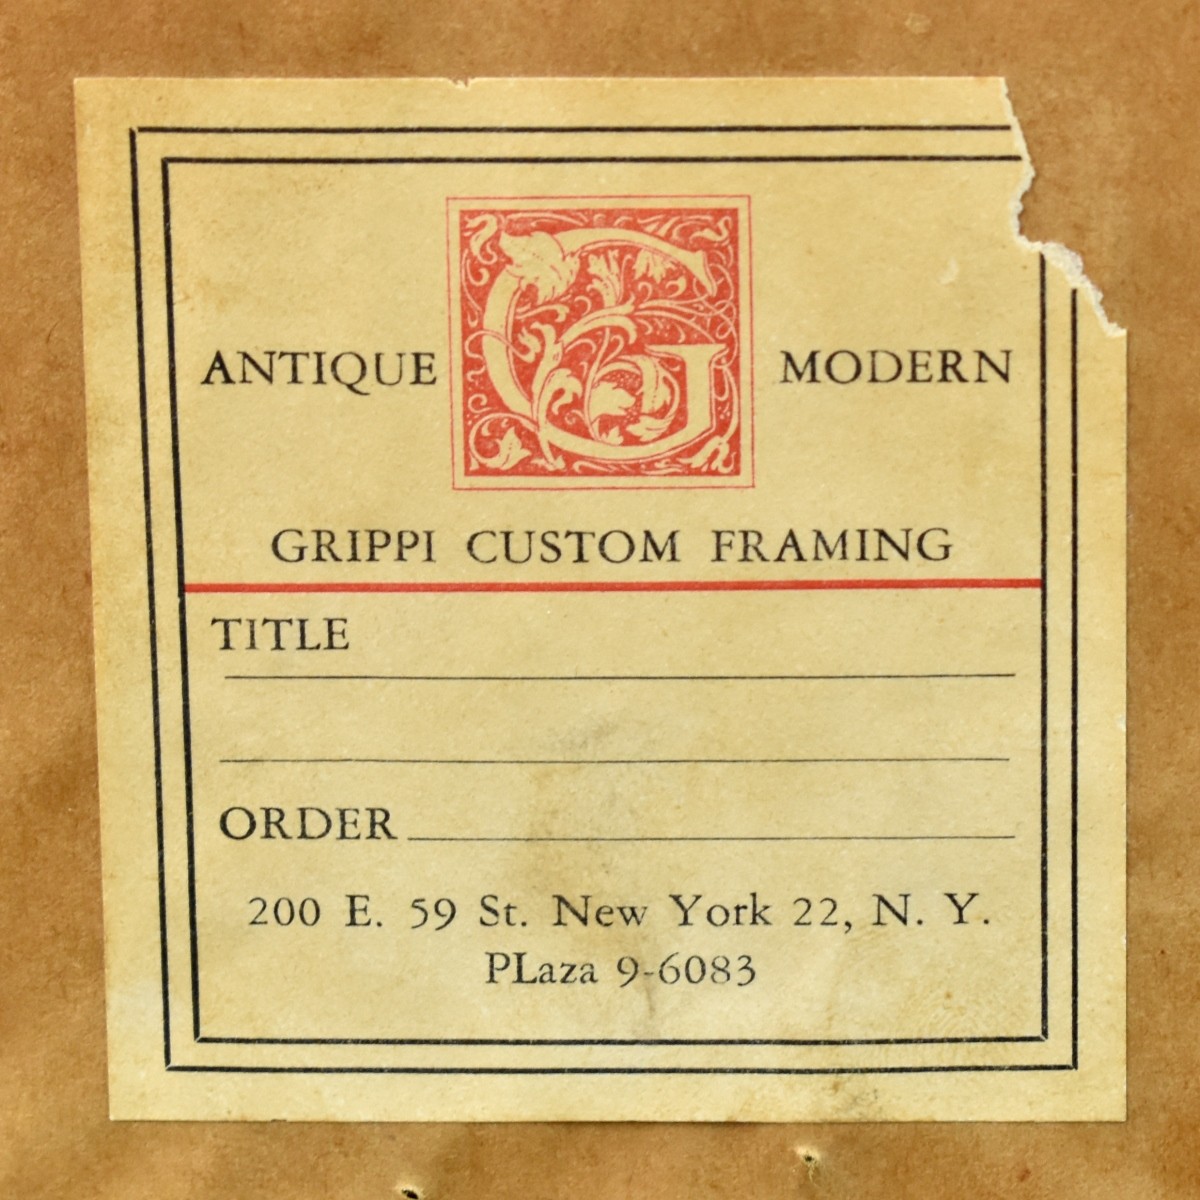 ANTIQUE G MODERN
GRIPPI CUSTOM FRAMING
TITLE
ORDER
200 E. 59 St. New York 22, N. Y.
PLaza 9-6083